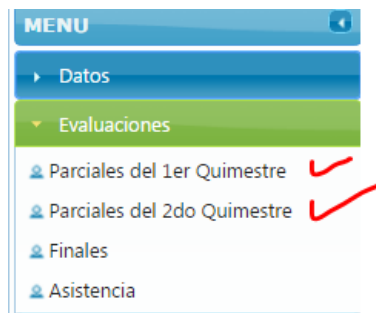 MENU
Datos
Evaluaciones
Parciales del 1er Quimestre
Parciales del 2do Quimestre
Finales
Asistencia